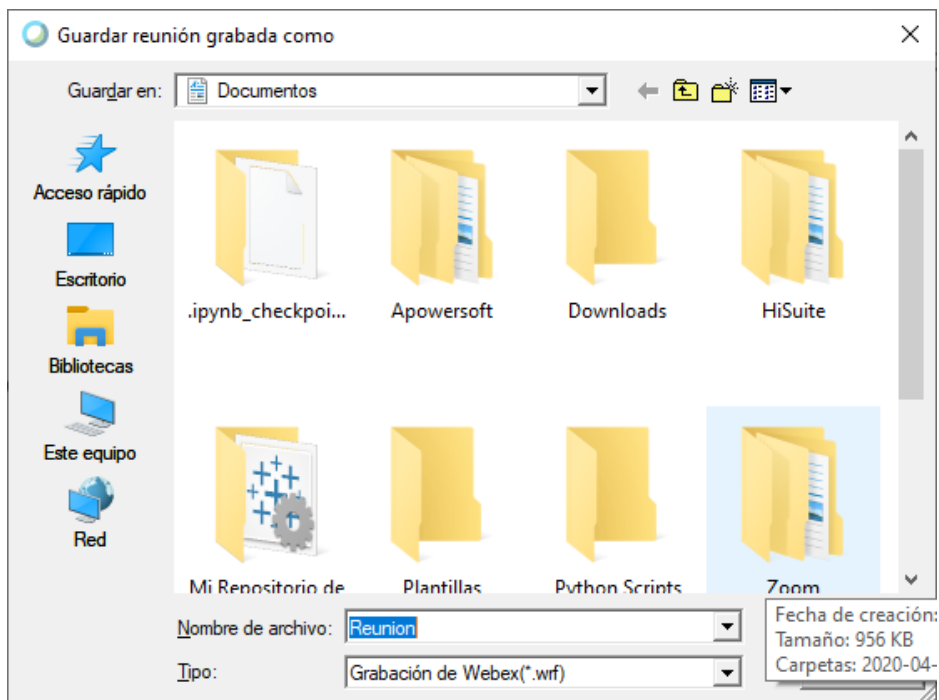 Guardar reunión grabada como
Guardar en: Documentos
Acceso rápido
Escritorio
Bibliotecas
Este equipo
Red
.ipynb_checkpoi... Apowersoft Downloads HiSuite
Mi Repositorio de Plantillas Python Scripts Zoom
Nombre de archivo: Reunion
Tipo: Grabación de Webex(*.wrf)
Fecha de creación:
Tamaño: 956 KB
Carpetas: 2020-04-